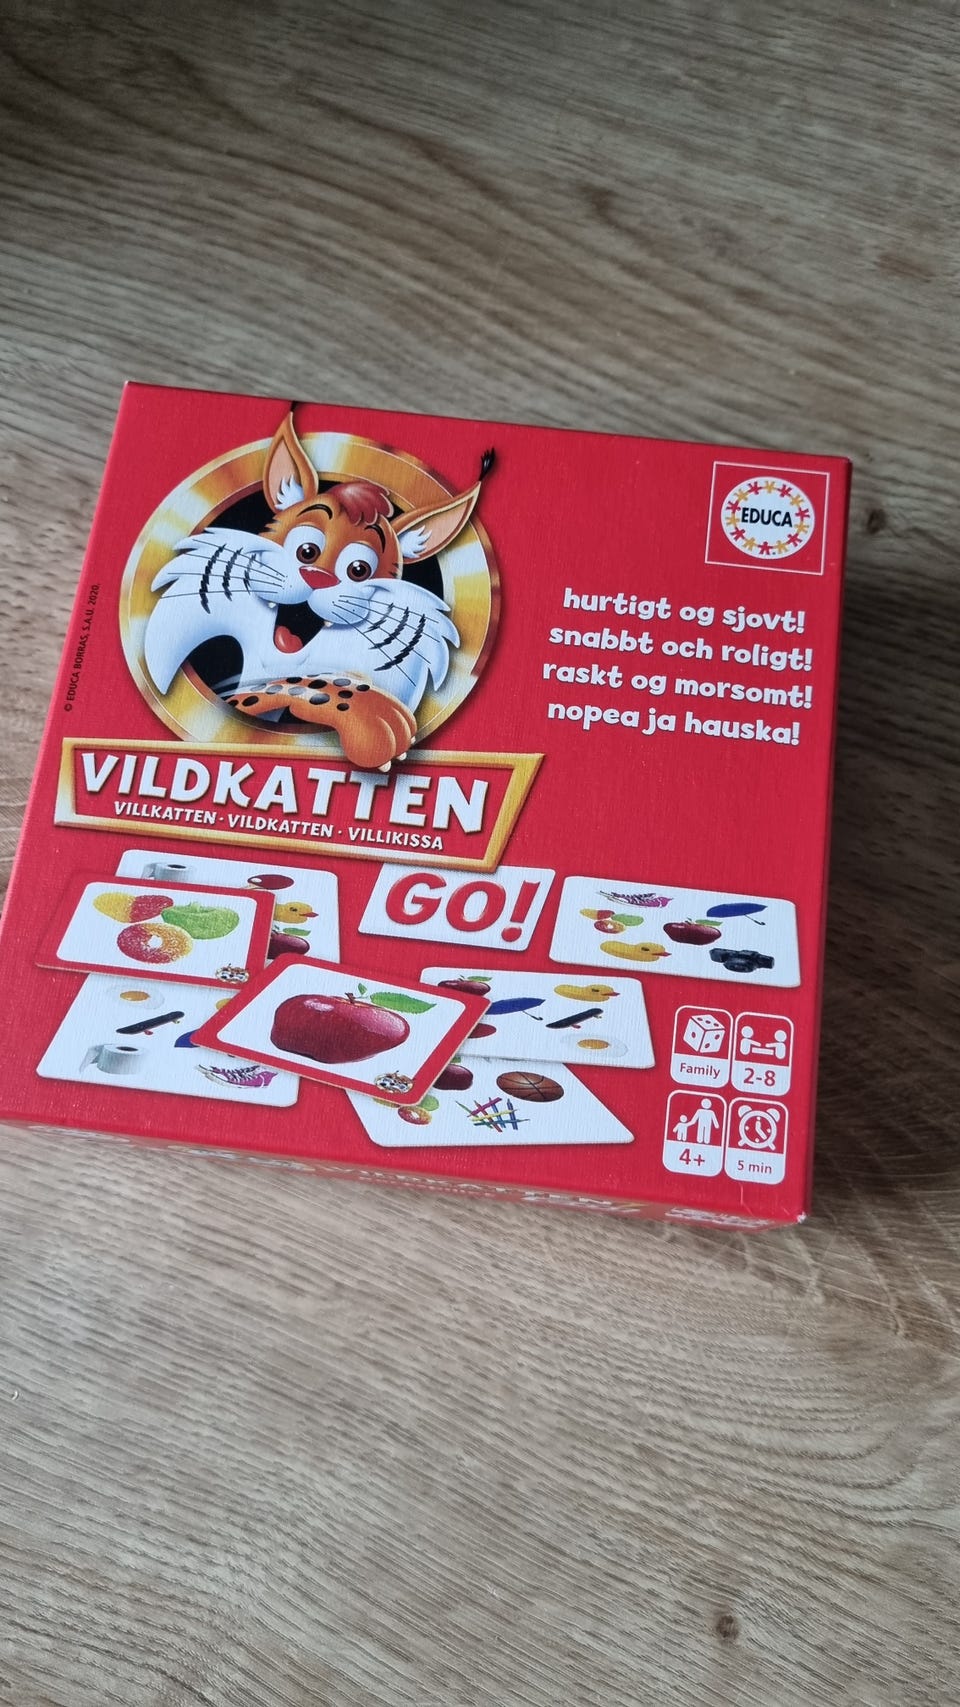 EDUCA
hurtigt og sjovt!
snabbt och roligt!
raskt og morsomt!
nopea ja hauska!
© EDUCA BORRAS, S.A.U. 2020.
VILDKATTEN
VILLKATTEN · VILDKATTEN · VILLIKISSA
GO!
Family
2-8
4+
5 min
VILDKATTEN